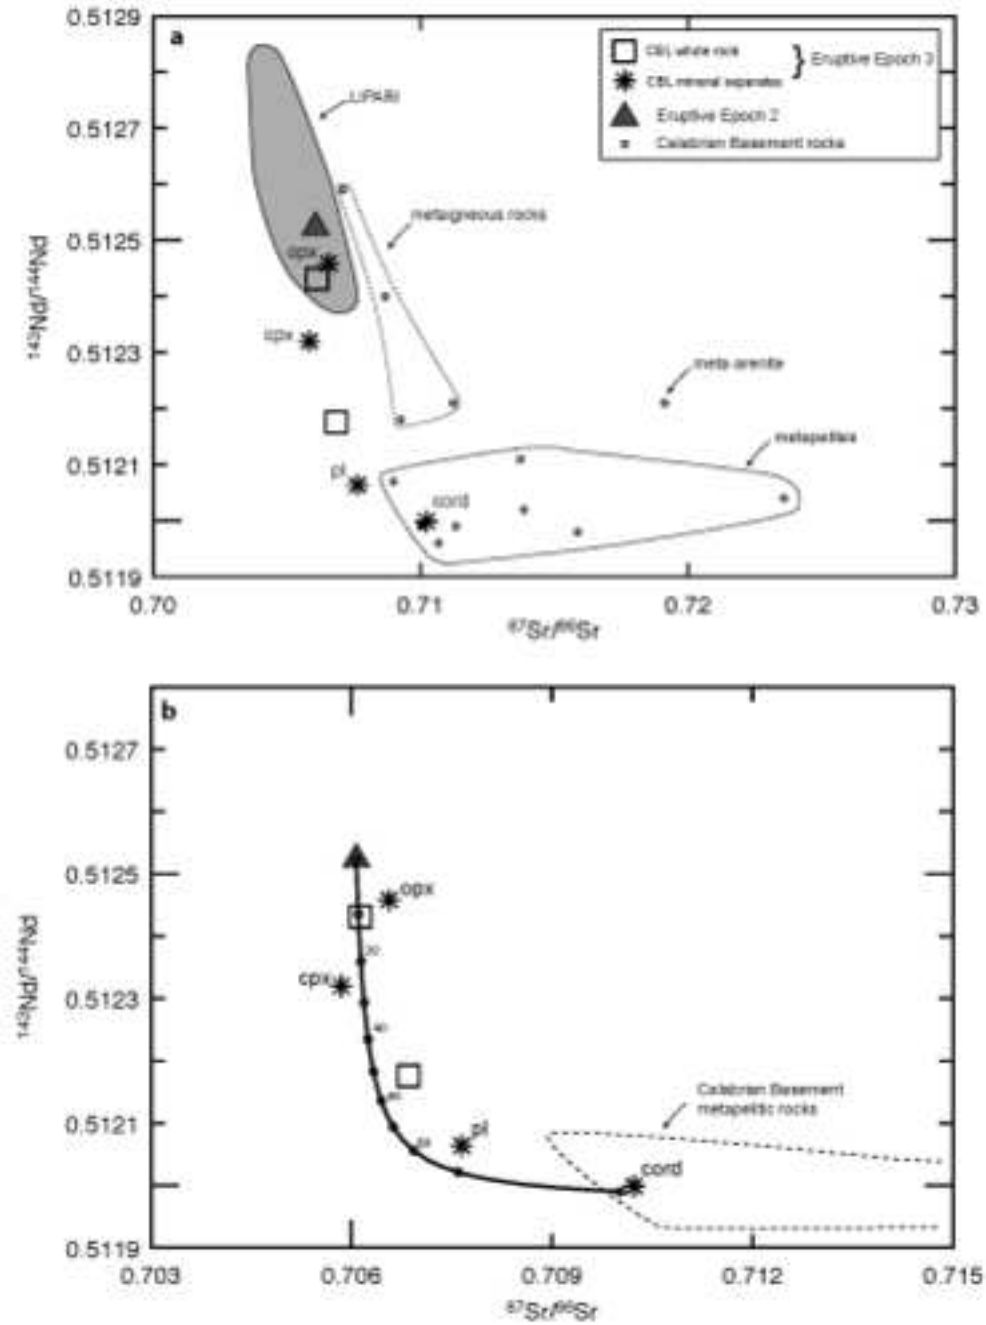 0.5129
a
CBL whole rock
CBL mineral separates
} Eruptive Epoch 3
Eruptive Epoch 2
Calabrian Basement rocks
LIPARI
0.5127
metaigneous rocks
0.5125
opx
cpx
0.5123
meta-arenite
metapelites
0.5121
pl
cord
0.5119
0.70
0.71
0.72
0.73
¹⁴³Nd/¹⁴⁴Nd
⁸⁷Sr/⁸⁶Sr
b
0.5127
0.5125
opx
20
cpx
0.5123
40
Calabrian Basement
metapelitic rocks
0.5121
pl
cord
0.5119
0.703
0.706
0.709
0.712
0.715
¹⁴³Nd/¹⁴⁴Nd
⁸⁷Sr/⁸⁶Sr